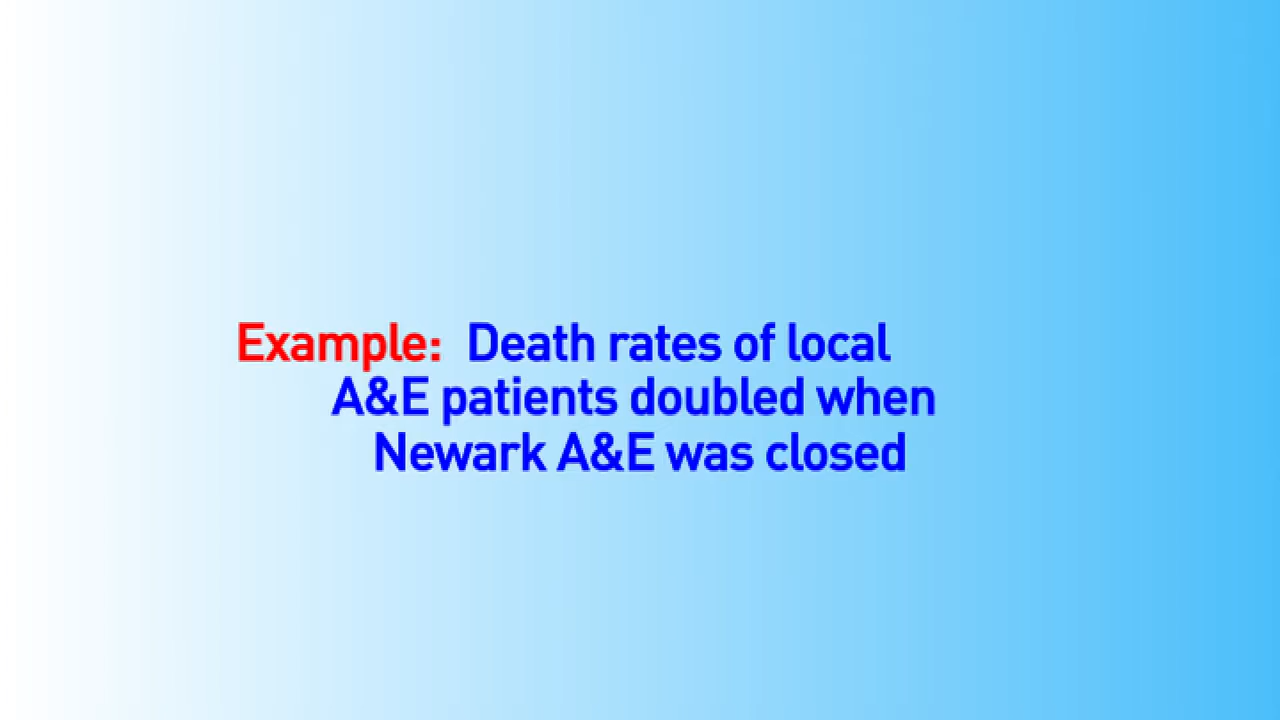 Example: Death rates of local
A&E patients doubled when
Newark A&E was closed